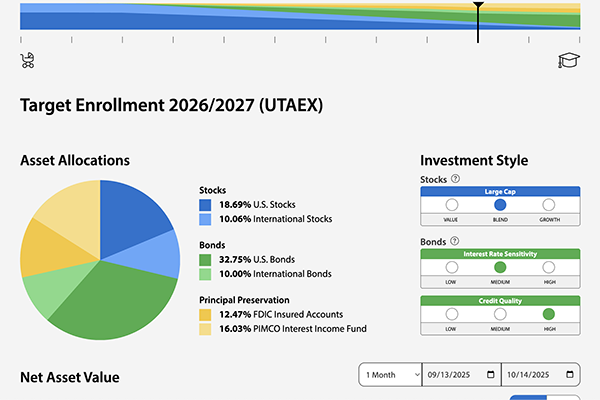 Target Enrollment 2026/2027 (UTAEX)
Asset Allocations
Stocks
18.69% U.S. Stocks
10.06% International Stocks
Bonds
32.75% U.S. Bonds
10.00% International Bonds
Principal Preservation
12.47% FDIC Insured Accounts
16.03% PIMCO Interest Income Fund
Investment Style
Stocks ?
Large Cap
VALUE BLEND GROWTH
Bonds ?
Interest Rate Sensitivity
LOW MEDIUM HIGH
Credit Quality
LOW MEDIUM HIGH
Net Asset Value
1 Month 09/13/2025 10/14/2025